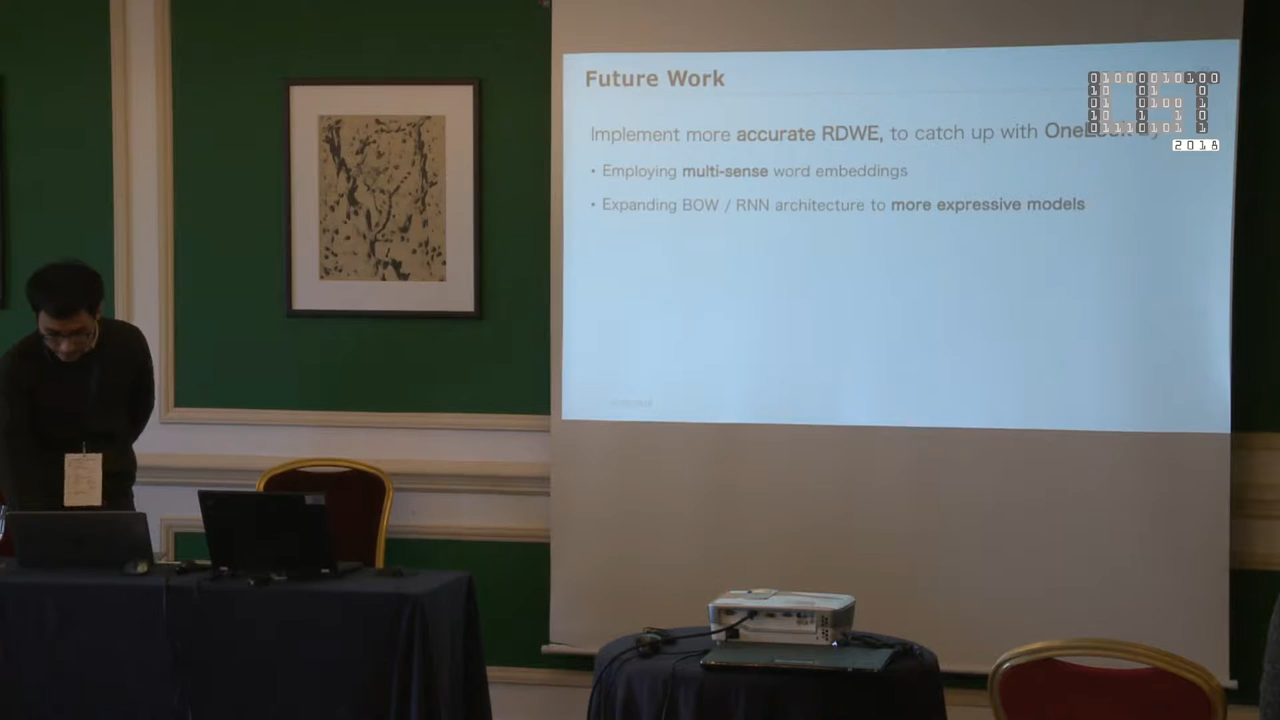 Future Work
Implement more accurate RDWE, to catch up with
• Employing multi-sense word embeddings
• Expanding BOW / RNN architecture to more expressive models
0100001010100
2018